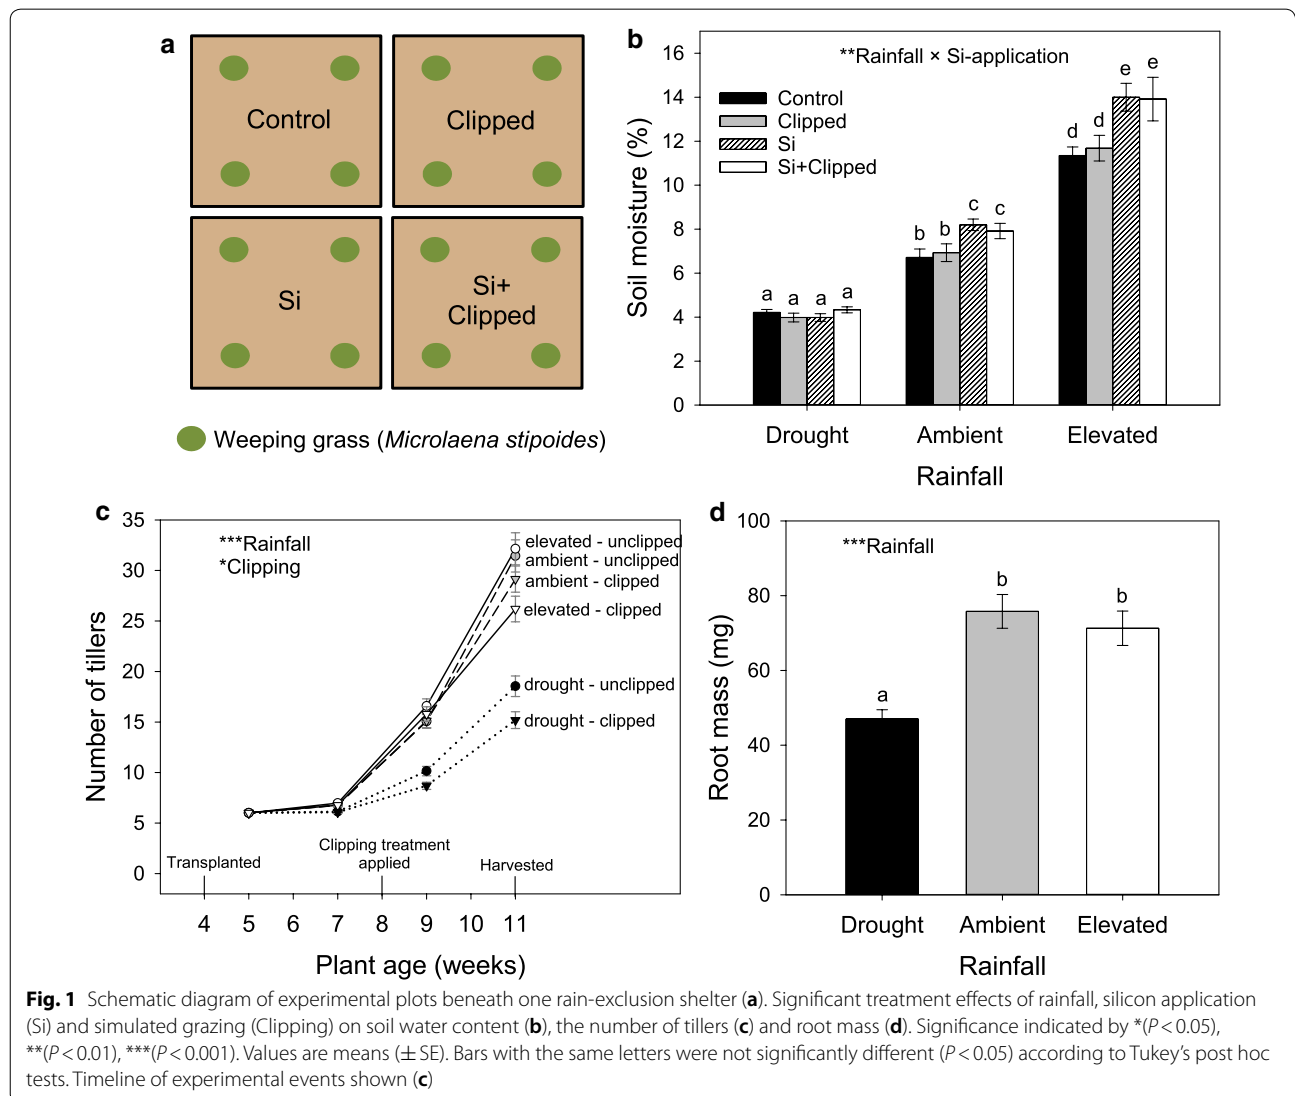 a
Control
Clipped
Si
Si+
Clipped
Weeping grass (Microlaena stipoides)
b
**Rainfall × Si-application
Control
Clipped
Si
Si+Clipped
Soil moisture (%)
16
14
12
10
8
6
4
2
0
a a a a
b b c c
d d e e
Drought Ambient Elevated
Rainfall
c
***Rainfall
*Clipping
Number of tillers
35
30
25
20
15
10
5
0
elevated - unclipped
ambient - unclipped
ambient - clipped
elevated - clipped
drought - unclipped
drought - clipped
Transplanted
Clipping treatment
applied
Harvested
4 5 6 7 8 9 10 11
Plant age (weeks)
d
***Rainfall
Root mass (mg)
100
80
60
40
20
0
a b b
Drought Ambient Elevated
Rainfall
Fig. 1 Schematic diagram of experimental plots beneath one rain-exclusion shelter (a). Significant treatment effects of rainfall, silicon application
(Si) and simulated grazing (Clipping) on soil water content (b), the number of tillers (c) and root mass (d). Significance indicated by *(P < 0.05),
**(P < 0.01), ***(P < 0.001). Values are means (± SE). Bars with the same letters were not significantly different (P < 0.05) according to Tukey's post hoc
tests. Timeline of experimental events shown (c)